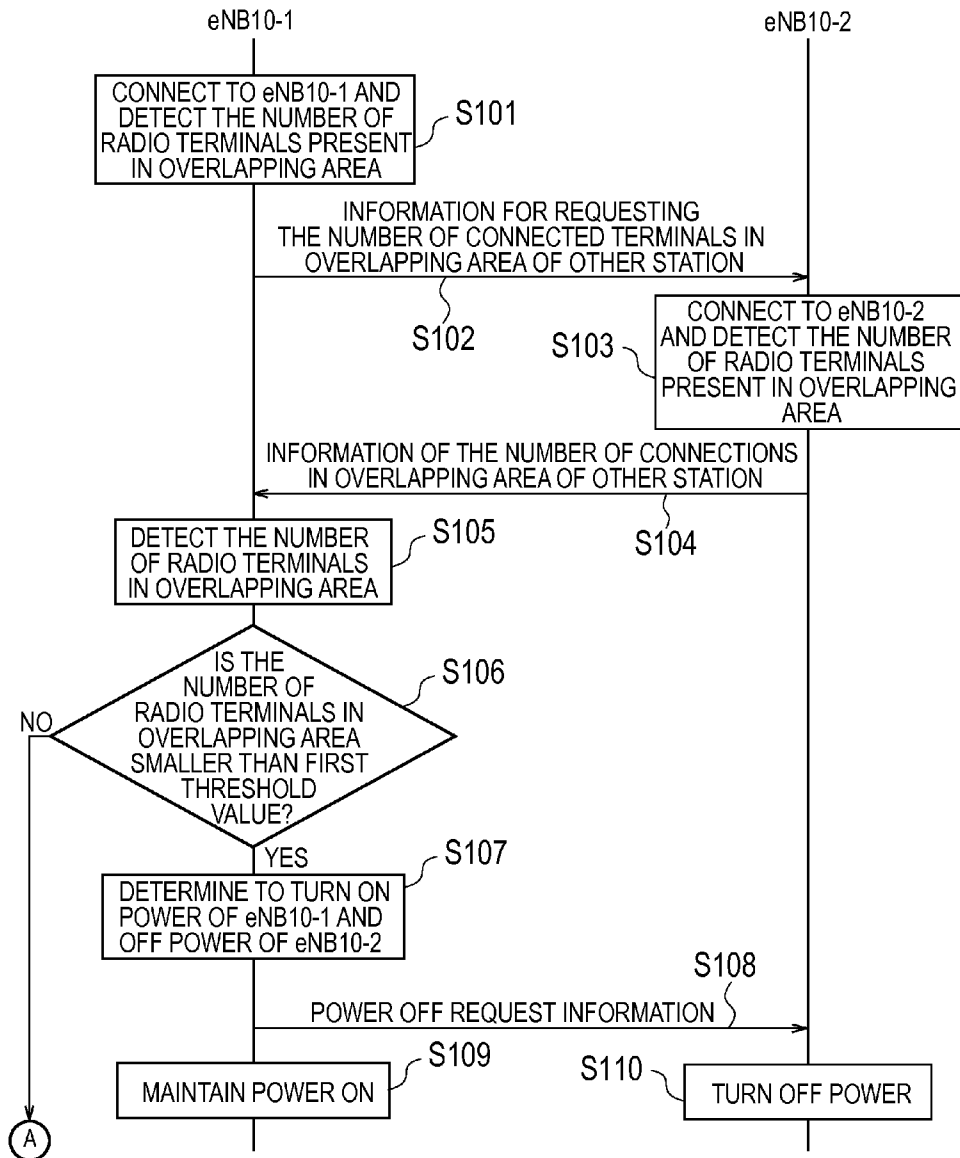 eNB10-1
eNB10-2
CONNECT TO eNB10-1 AND
DETECT THE NUMBER OF
RADIO TERMINALS PRESENT
IN OVERLAPPING AREA
S101
INFORMATION FOR REQUESTING
THE NUMBER OF CONNECTED TERMINALS IN
OVERLAPPING AREA OF OTHER STATION
S102
CONNECT TO eNB10-2
AND DETECT THE NUMBER
OF RADIO TERMINALS
PRESENT IN OVERLAPPING
AREA
S103
INFORMATION OF THE NUMBER OF CONNECTIONS
IN OVERLAPPING AREA OF OTHER STATION
S104
DETECT THE NUMBER
OF RADIO TERMINALS
IN OVERLAPPING AREA
S105
IS THE
NUMBER OF
RADIO TERMINALS IN
OVERLAPPING AREA
SMALLER THAN FIRST
THRESHOLD
VALUE?
S106
NO
YES
S107
DETERMINE TO TURN ON
POWER OF eNB10-1 AND
OFF POWER OF eNB10-2
S108
POWER OFF REQUEST INFORMATION
S109
MAINTAIN POWER ON
S110
TURN OFF POWER
A